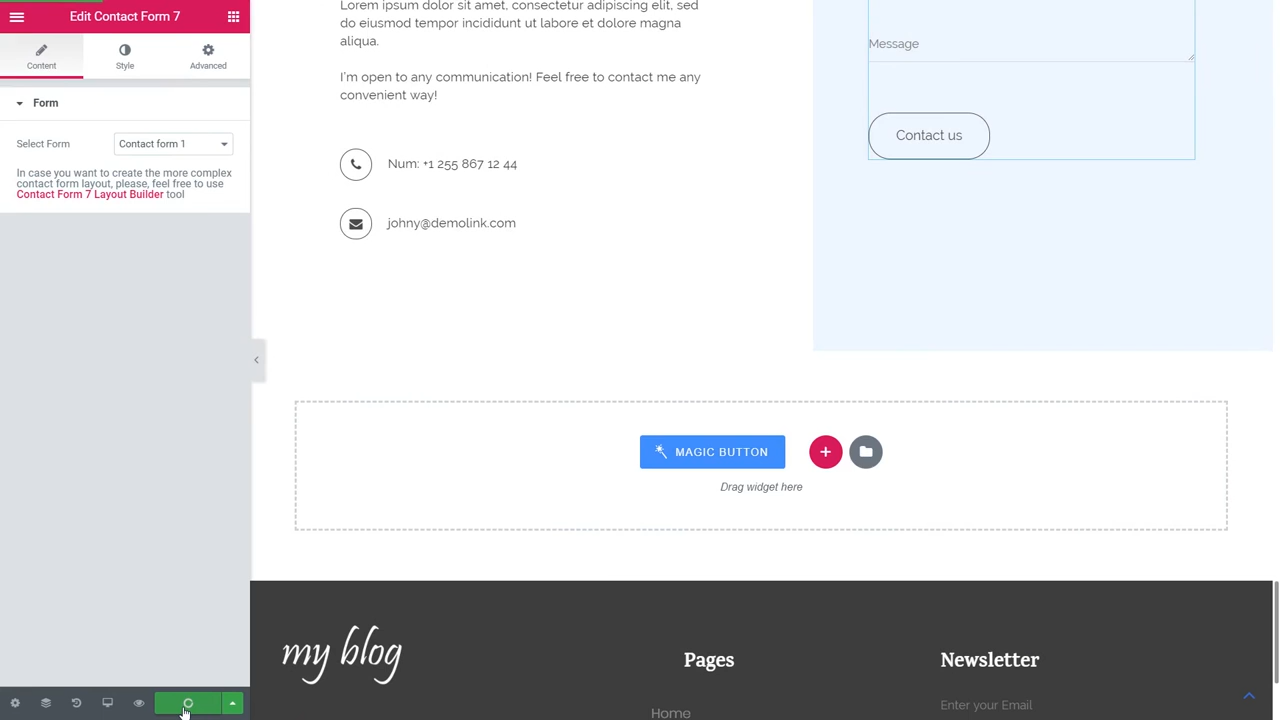 Edit Contact Form 7
Content
Style
Advanced
Form
Select Form
Contact form 1
In case you want to create the more complex
contact form layout, please, feel free to use
Contact Form 7 Layout Builder tool
Lorem ipsum dolor sit amet, consectetur adipiscing elit, sed
do eiusmod tempor incididunt ut labore et dolore magna
aliqua.
I'm open to any communication! Feel free to contact me any
convenient way!
Num: +1 255 867 12 44
johny@demolink.com
Message
Contact us
MAGIC BUTTON
Drag widget here
my blog
Pages
Home
Newsletter
Enter your Email